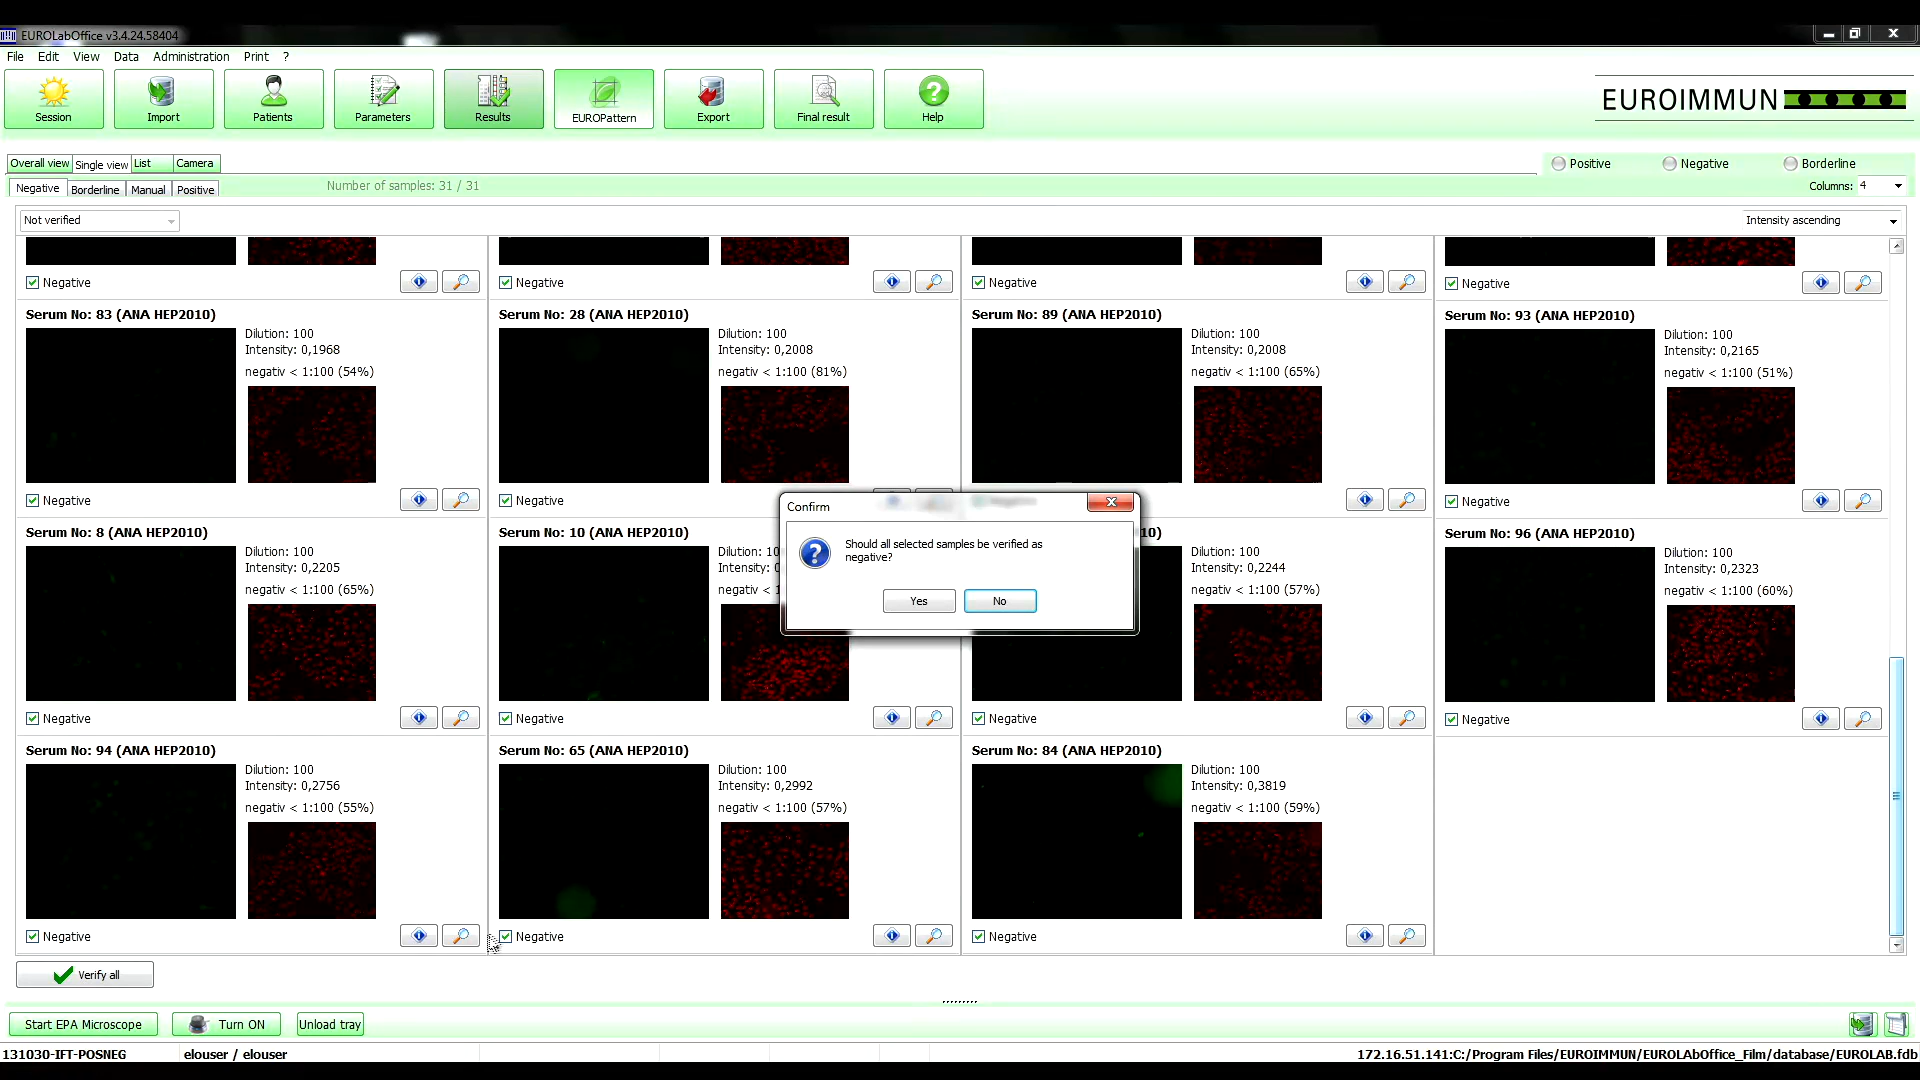 EUROLabOffice v3.4.24.58404
File Edit View Data Administration Print ?
Session Import Patients Parameters Results EUROPattern Export Final result Help
EUROIMMUN
Overall view Single view List Camera
Positive Negative Borderline
Negative Borderline Manual Positive
Number of samples: 31 / 31
Columns: 4
Not verified
Intensity ascending
Negative Negative Negative Negative
Serum No: 83 (ANA HEP2010)
Dilution: 100
Intensity: 0,1968
negativ < 1:100 (54%)
Negative
Serum No: 28 (ANA HEP2010)
Dilution: 100
Intensity: 0,2008
negativ < 1:100 (81%)
Negative
Serum No: 89 (ANA HEP2010)
Dilution: 100
Intensity: 0,2008
negativ < 1:100 (65%)
Serum No: 93 (ANA HEP2010)
Dilution: 100
Intensity: 0,2165
negativ < 1:100 (51%)
Negative
Serum No: 8 (ANA HEP2010)
Dilution: 100
Intensity: 0,2205
negativ < 1:100 (65%)
Negative
Serum No: 10 (ANA HEP2010)
Dilution: 10
Intensity: 0
negativ < 1
Negative
10)
Dilution: 100
Intensity: 0,2244
negativ < 1:100 (57%)
Negative
Serum No: 96 (ANA HEP2010)
Dilution: 100
Intensity: 0,2323
negativ < 1:100 (60%)
Negative
Confirm
Should all selected samples be verified as
negative?
Yes No
Serum No: 94 (ANA HEP2010)
Dilution: 100
Intensity: 0,2756
negativ < 1:100 (55%)
Negative
Serum No: 65 (ANA HEP2010)
Dilution: 100
Intensity: 0,2992
negativ < 1:100 (57%)
Negative
Serum No: 84 (ANA HEP2010)
Dilution: 100
Intensity: 0,3819
negativ < 1:100 (59%)
Negative
Verify all
Start EPA Microscope Turn ON Unload tray
131030-IFT-POSNEG elouser / elouser 172.16.51.141:C:/Program Files/EUROIMMUN/EUROLAbOffice_Film/database/EUROLAB.fdb